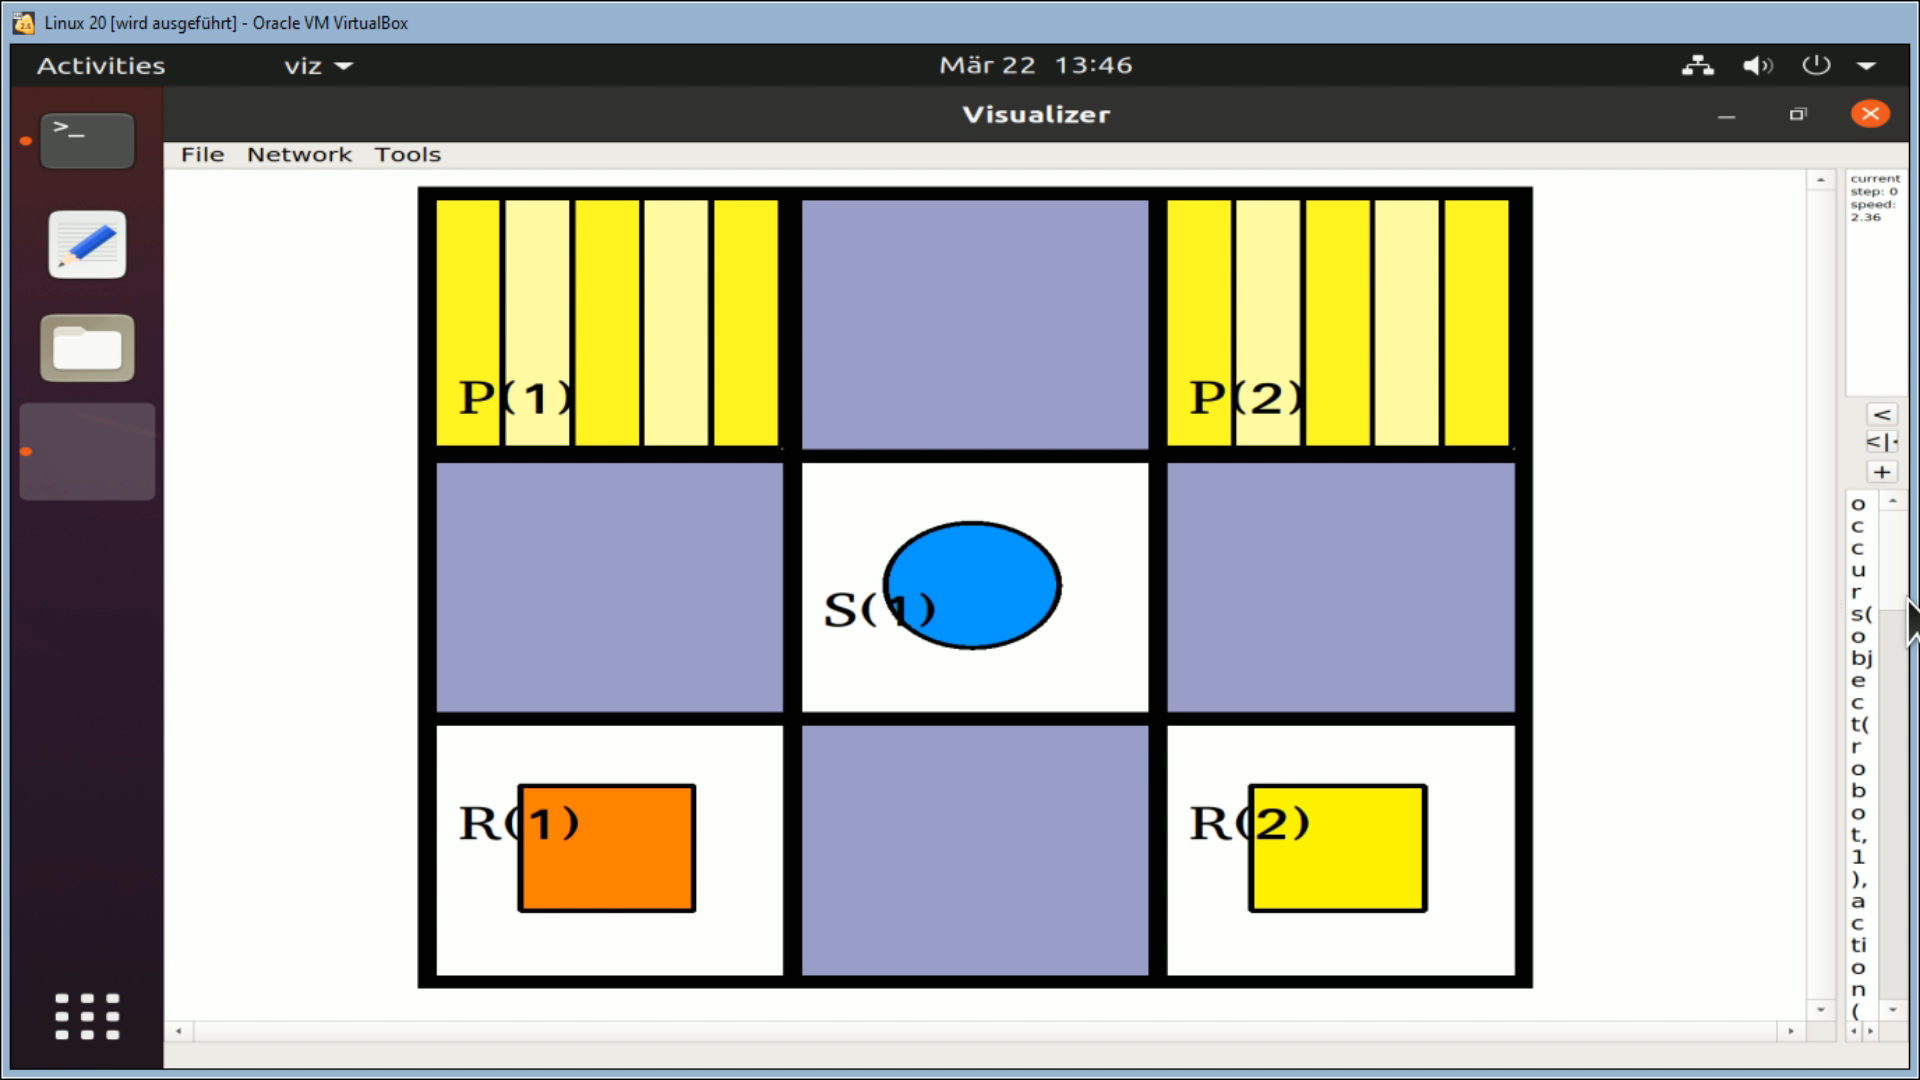 Linux 20 [wird ausgeführt] - Oracle VM VirtualBox
Activities viz Mär 22 13:46
Visualizer
File Network Tools
current
step: 0
speed:
2.36
P(1)
P(2)
S(1)
R(1)
R(2)
<
<|
+
o
c
c
u
r
s(
o
bj
e
c
t(
r
o
b
o
t,
1
),
a
c
ti
o
n
(
>_